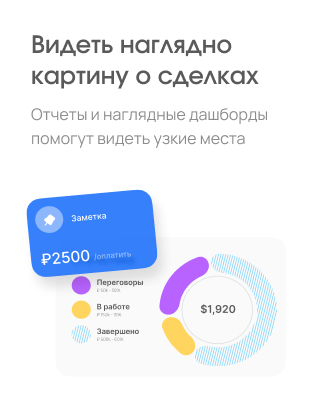 Видеть наглядно
картину о сделках
Отчеты и наглядные дашборды
помогут видеть узкие места
Заметка
₽2500 /оплатить
Переговоры
В работе
Завершено
$1,920